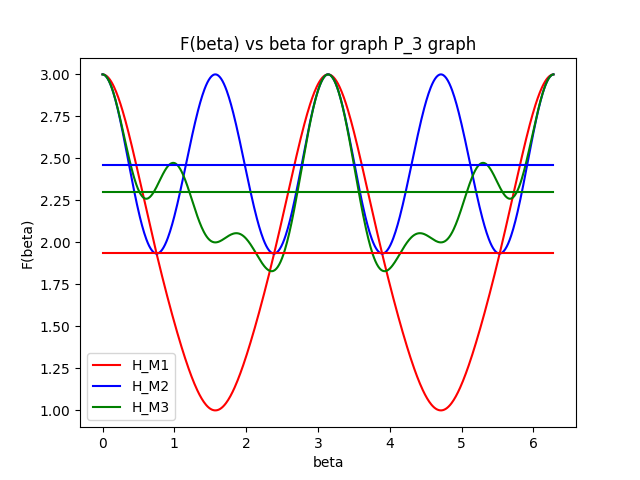 F(beta) vs beta for graph P_3 graph
F(beta)
3.00
2.75
2.50
2.25
2.00
1.75
1.50
1.25
1.00
H_M1
H_M2
H_M3
0 1 2 3 4 5 6
beta